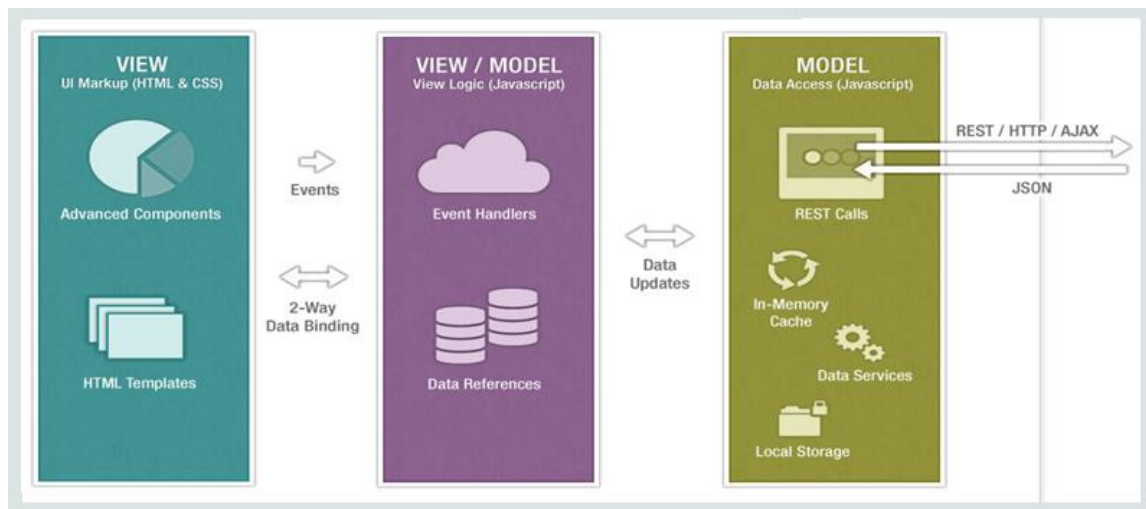 VIEW
UI Markup (HTML & CSS)
Advanced Components
HTML Templates
Events
2-Way
Data Binding
VIEW / MODEL
View Logic (Javascript)
Event Handlers
Data References
Data
Updates
MODEL
Data Access (Javascript)
REST Calls
In-Memory
Cache
Data Services
Local Storage
REST / HTTP / AJAX
JSON